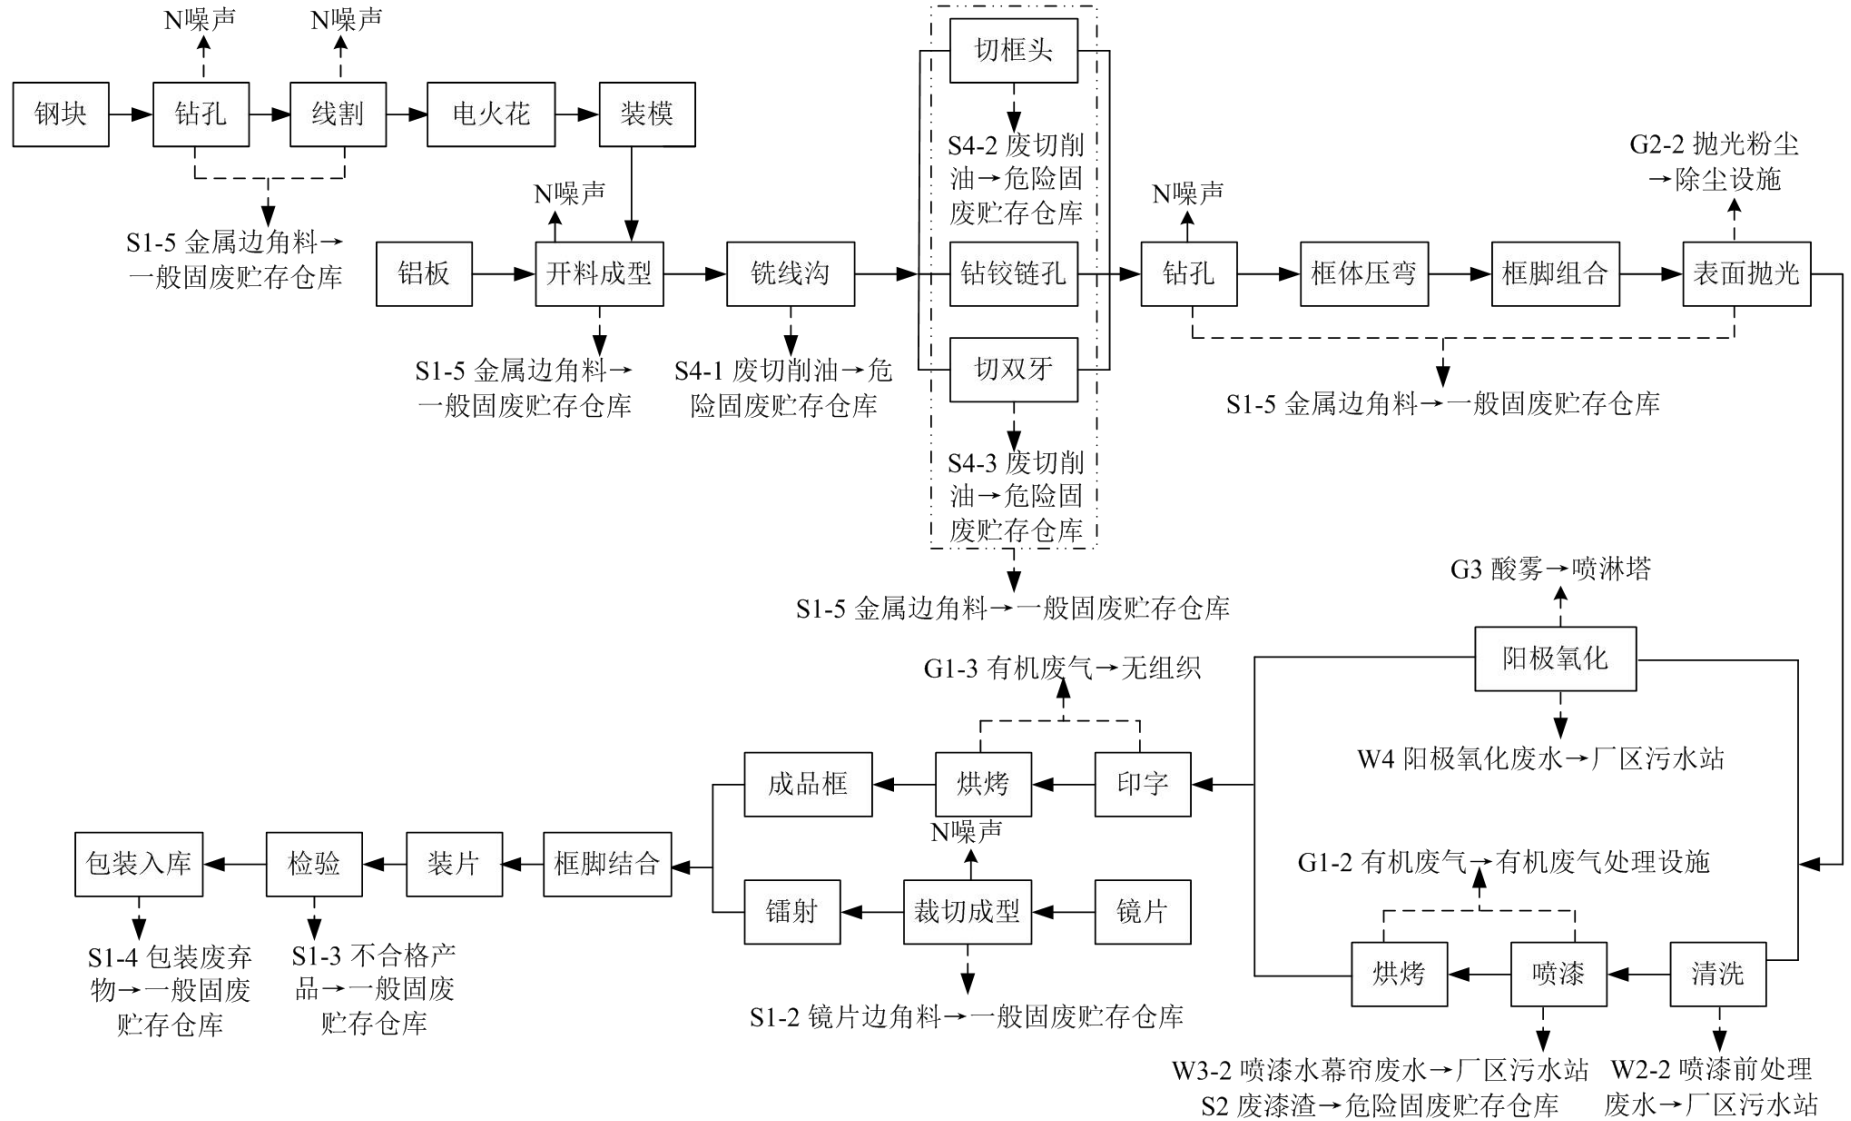 N噪声
N噪声
钢块
钻孔
线割
电火花
装模
S1-5 金属边角料→
一般固废贮存仓库
N噪声
铝板
开料成型
铣线沟
S1-5 金属边角料→
一般固废贮存仓库
S4-1 废切削油→危
险固废贮存仓库
切框头
S4-2 废切削
油→危险固
废贮存仓库
钻铰链孔
切双牙
S4-3 废切削
油→危险固
废贮存仓库
S1-5 金属边角料→一般固废贮存仓库
N噪声
钻孔
框体压弯
框脚组合
表面抛光
G2-2 抛光粉尘
→除尘设施
S1-5 金属边角料→一般固废贮存仓库
G3 酸雾→喷淋塔
阳极氧化
W4 阳极氧化废水→厂区污水站
G1-2 有机废气→有机废气处理设施
烘烤
喷漆
清洗
W3-2 喷漆水幕帘废水→厂区污水站
S2 废漆渣→危险固废贮存仓库
W2-2 喷漆前处理
废水→厂区污水站
G1-3 有机废气→无组织
成品框
烘烤
印字
N噪声
镭射
裁切成型
镜片
S1-2 镜片边角料→一般固废贮存仓库
包装入库
检验
装片
框脚结合
S1-4 包装废弃
物→一般固废
贮存仓库
S1-3 不合格产
品→一般固废
贮存仓库